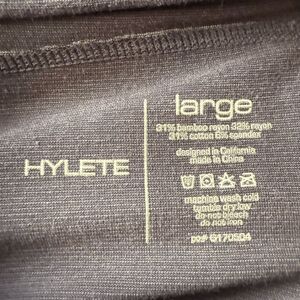 HYLETE
large
31% bamboo rayon 32% rayon
31% cotton 6% spandex
designed in California
made in China
machine wash cold
tumble dry low
do not bleach
do not iron